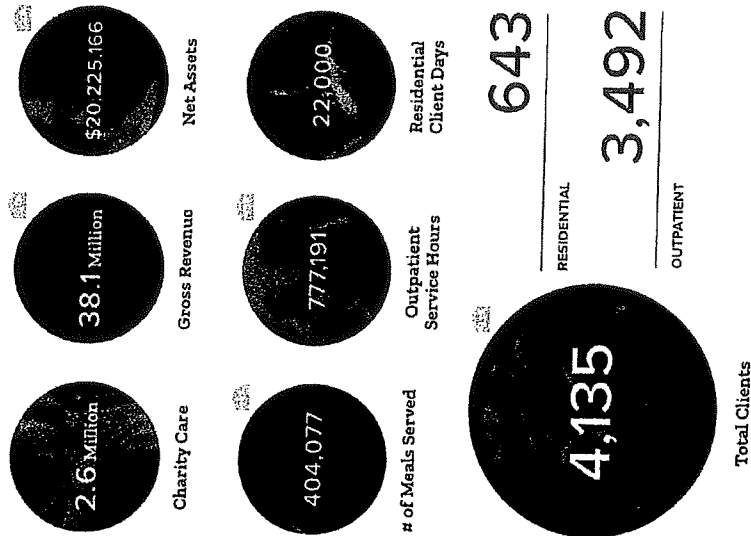 2.6 Million
Charity Care
38.1 Million
Gross Revenue
$20,225,166
Net Assets
404,077
# of Meals Served
777,191
Outpatient
Service Hours
22,000
Residential
Client Days
4,135
Total Clients
643
RESIDENTIAL
3,492
OUTPATIENT